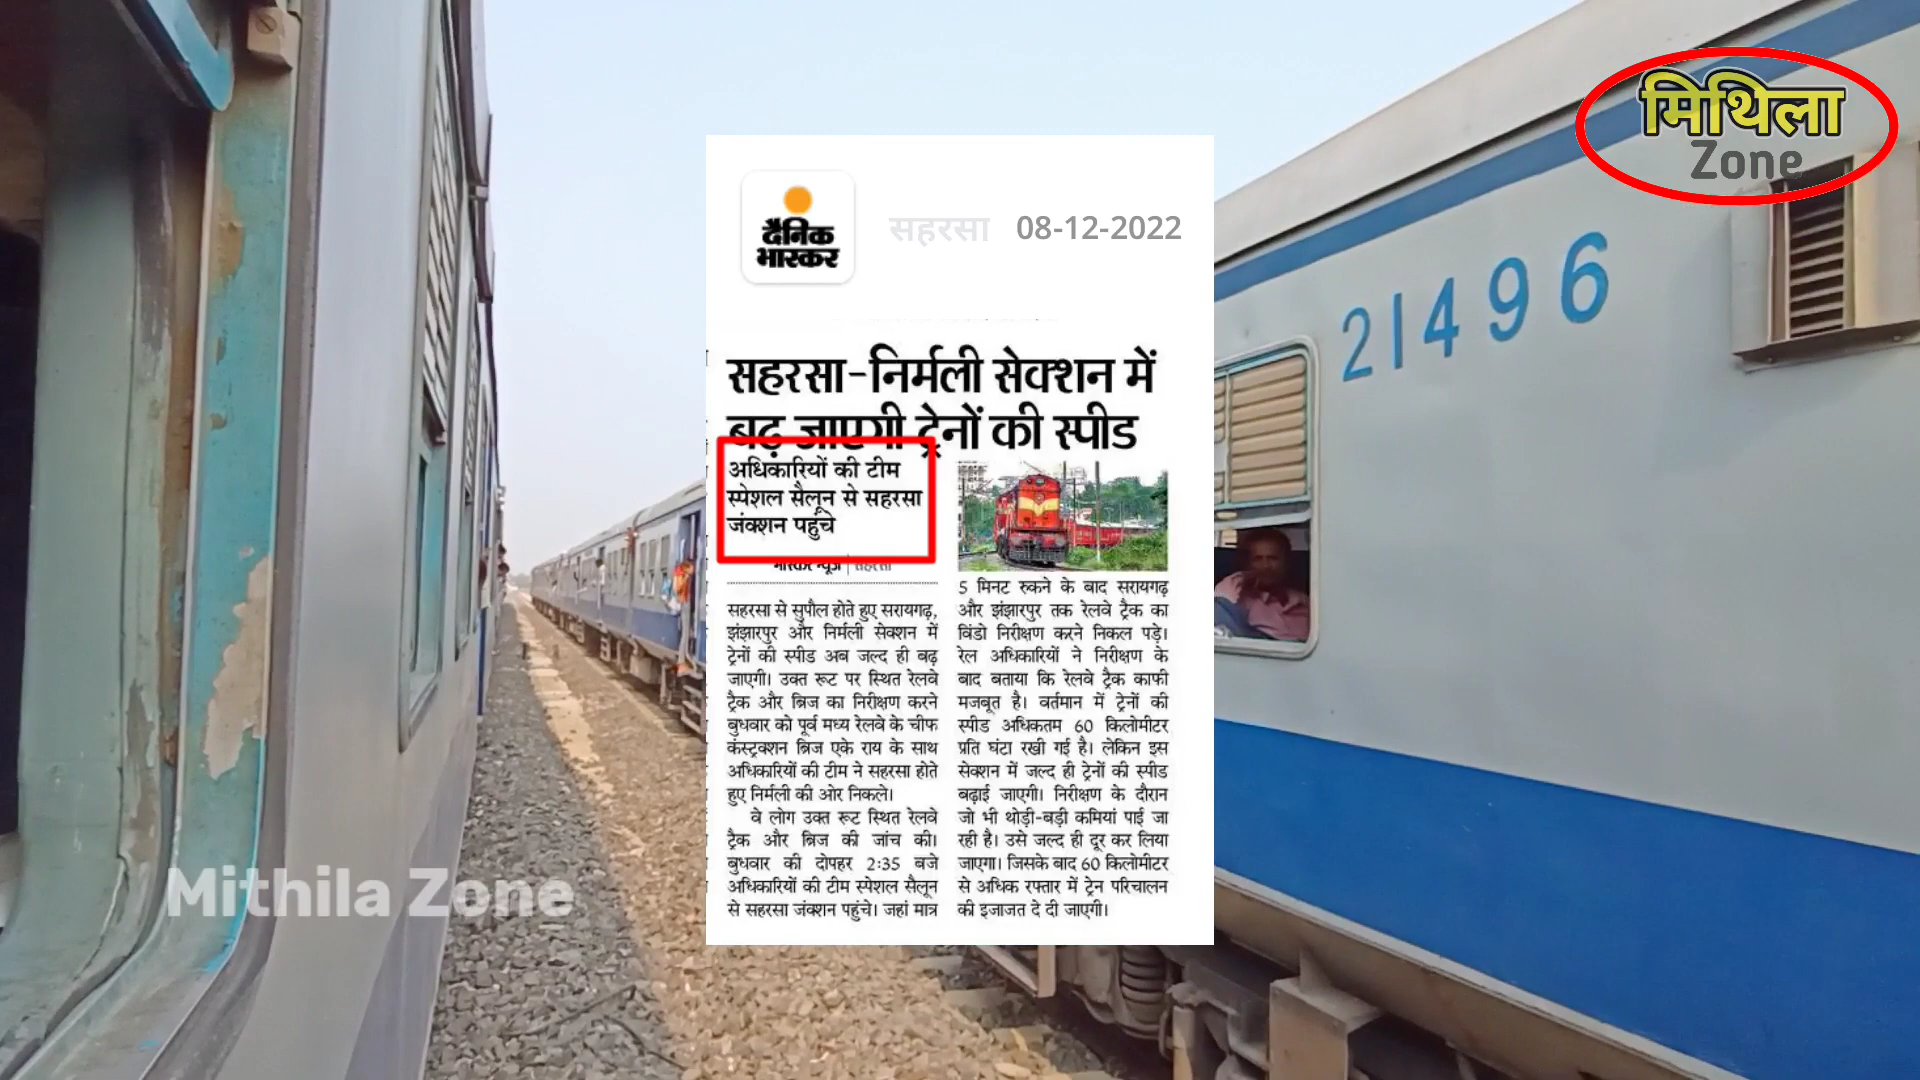 मिथिला
Zone
21496
दैनिक
भास्कर
सहरसा 08-12-2022
सहरसा-निर्मली सेक्शन में
बढ़ जाएगी ट्रेनों की स्पीड
अधिकारियों की टीम
स्पेशल सैलून से सहरसा
जंक्शन पहुंचे
भास्कर न्यूज | सहरसा
सहरसा से सुपौल होते हुए सरायगढ़,
झंझारपुर और निर्मली सेक्शन में
ट्रेनों की स्पीड अब जल्द ही बढ़
जाएगी। उक्त रूट पर स्थित रेलवे
ट्रैक और ब्रिज का निरीक्षण करने
बुधवार को पूर्व मध्य रेलवे के चीफ
कंस्ट्रक्शन ब्रिज एके राय के साथ
अधिकारियों की टीम ने सहरसा होते
हुए निर्मली की ओर निकले।
वे लोग उक्त रूट स्थित रेलवे
ट्रैक और ब्रिज की जांच की।
बुधवार की दोपहर 2:35 बजे
अधिकारियों की टीम स्पेशल सैलून
से सहरसा जंक्शन पहुंचे। जहां मात्र
5 मिनट रुकने के बाद सरायगढ़
और झंझारपुर तक रेलवे ट्रैक का
विंडो निरीक्षण करने निकल पड़े।
रेल अधिकारियों ने निरीक्षण के
बाद बताया कि रेलवे ट्रैक काफी
मजबूत है। वर्तमान में ट्रेनों की
स्पीड अधिकतम 60 किलोमीटर
प्रति घंटा रखी गई है। लेकिन इस
सेक्शन में जल्द ही ट्रेनों की स्पीड
बढ़ाई जाएगी। निरीक्षण के दौरान
जो भी थोड़ी-बड़ी कमियां पाई जा
रही है। उसे जल्द ही दूर कर लिया
जाएगा। जिसके बाद 60 किलोमीटर
से अधिक रफ्तार में ट्रेन परिचालन
की इजाजत दे दी जाएगी।
Mithila Zone